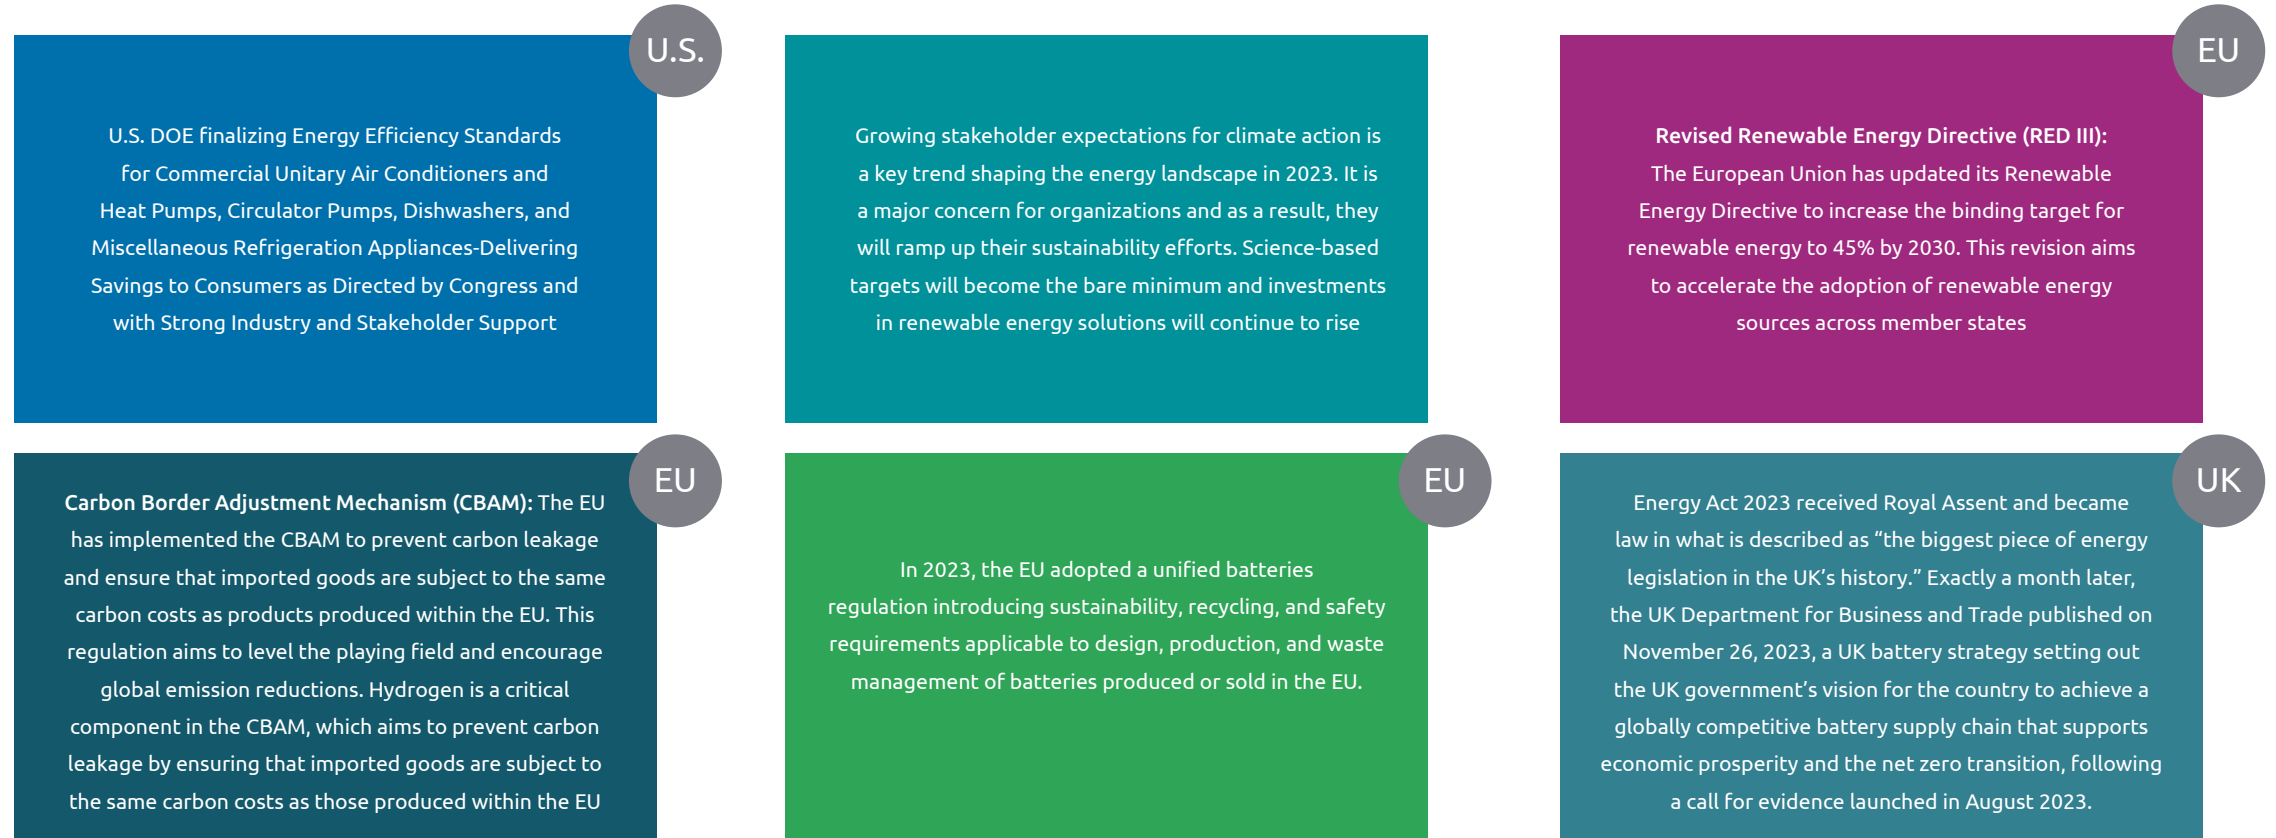 U.S.
U.S. DOE finalizing Energy Efficiency Standards
for Commercial Unitary Air Conditioners and
Heat Pumps, Circulator Pumps, Dishwashers, and
Miscellaneous Refrigeration Appliances-Delivering
Savings to Consumers as Directed by Congress and
with Strong Industry and Stakeholder Support
Growing stakeholder expectations for climate action is
a key trend shaping the energy landscape in 2023. It is
a major concern for organizations and as a result, they
will ramp up their sustainability efforts. Science-based
targets will become the bare minimum and investments
in renewable energy solutions will continue to rise
EU
Revised Renewable Energy Directive (RED III):
The European Union has updated its Renewable
Energy Directive to increase the binding target for
renewable energy to 45% by 2030. This revision aims
to accelerate the adoption of renewable energy
sources across member states
EU
Carbon Border Adjustment Mechanism (CBAM): The EU
has implemented the CBAM to prevent carbon leakage
and ensure that imported goods are subject to the same
carbon costs as products produced within the EU. This
regulation aims to level the playing field and encourage
global emission reductions. Hydrogen is a critical
component in the CBAM, which aims to prevent carbon
leakage by ensuring that imported goods are subject to
the same carbon costs as those produced within the EU
EU
In 2023, the EU adopted a unified batteries
regulation introducing sustainability, recycling, and safety
requirements applicable to design, production, and waste
management of batteries produced or sold in the EU.
UK
Energy Act 2023 received Royal Assent and became
law in what is described as “the biggest piece of energy
legislation in the UK’s history.” Exactly a month later,
the UK Department for Business and Trade published on
November 26, 2023, a UK battery strategy setting out
the UK government’s vision for the country to achieve a
globally competitive battery supply chain that supports
economic prosperity and the net zero transition, following
a call for evidence launched in August 2023.